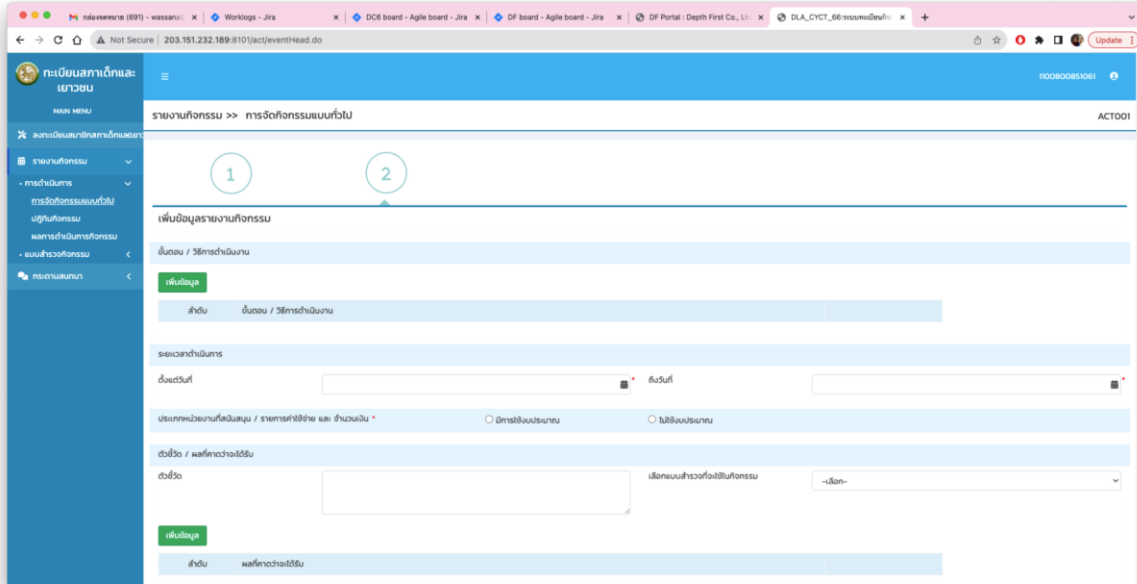 กล่องจดหมาย (691) - wassana
Worklogs - Jira
DC6 board - Agile board - Jira
DF board - Agile board - Jira
DF Portal : Depth First Co., Lt
DLA_CYCT_66:ระบบทะเบียน
Not Secure 203.151.232.189:8101/act/eventHead.do
Update
ทะเบียนสภาเด็กและ
เยาวชน
MAIN MENU
ลงทะเบียนสมาชิกสภาเด็กและเยาว
รายงานกิจกรรม
• การดำเนินการ
การจัดกิจกรรมแบบทั่วไป
ปฏิทินกิจกรรม
ผลการดำเนินการกิจกรรม
• แบบสำรวจกิจกรรม
กระดานสนทนา
1100800851061
รายงานกิจกรรม >> การจัดกิจกรรมแบบทั่วไป ACT001
1 2
เพิ่มข้อมูลรายงานกิจกรรม
ขั้นตอน / วิธีการดำเนินงาน
เพิ่มข้อมูล
ลำดับ ขั้นตอน / วิธีการดำเนินงาน
ระยะเวลาดำเนินการ
ตั้งแต่วันที่ * ถึงวันที่ *
ประเภทหน่วยงานที่สนับสนุน / รายการค่าใช้จ่าย และ จำนวนเงิน * มีการใช้งบประมาณ ไม่ใช้งบประมาณ
ตัวชี้วัด / ผลที่คาดว่าจะได้รับ
ตัวชี้วัด เลือกแบบสำรวจที่จะใช้ในกิจกรรม -เลือก-
เพิ่มข้อมูล
ลำดับ ผลที่คาดว่าจะได้รับ